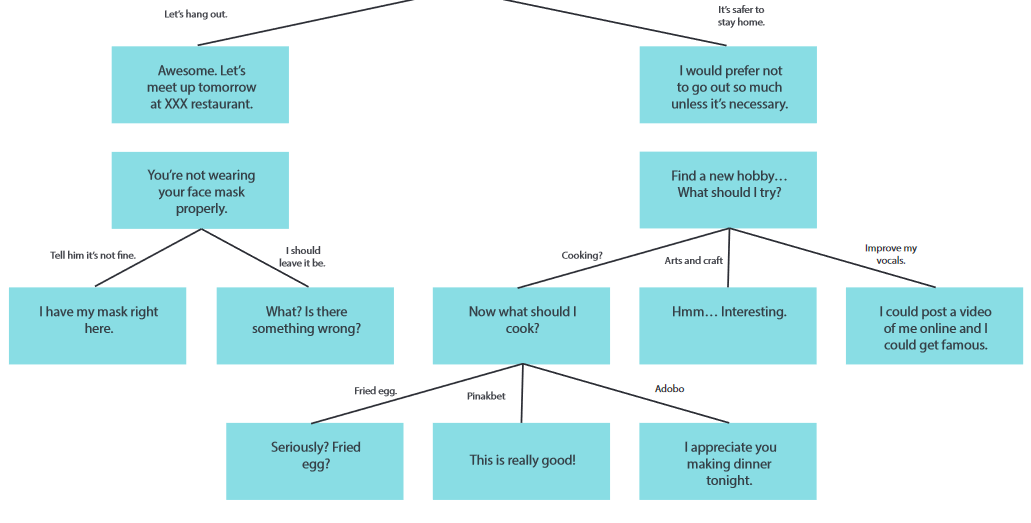 Let's hang out.
It's safer to
stay home.
Awesome. Let's
meet up tomorrow
at XXX restaurant.
I would prefer not
to go out so much
unless it's necessary.
You're not wearing
your face mask
properly.
Find a new hobby…
What should I try?
Tell him it's not fine.
I should
leave it be.
Cooking?
Arts and craft
Improve my
vocals.
I have my mask right
here.
What? Is there
something wrong?
Now what should I
cook?
Hmm… Interesting.
I could post a video
of me online and I
could get famous.
Fried egg.
Pinakbet
Adobo
Seriously? Fried
egg?
This is really good!
I appreciate you
making dinner
tonight.